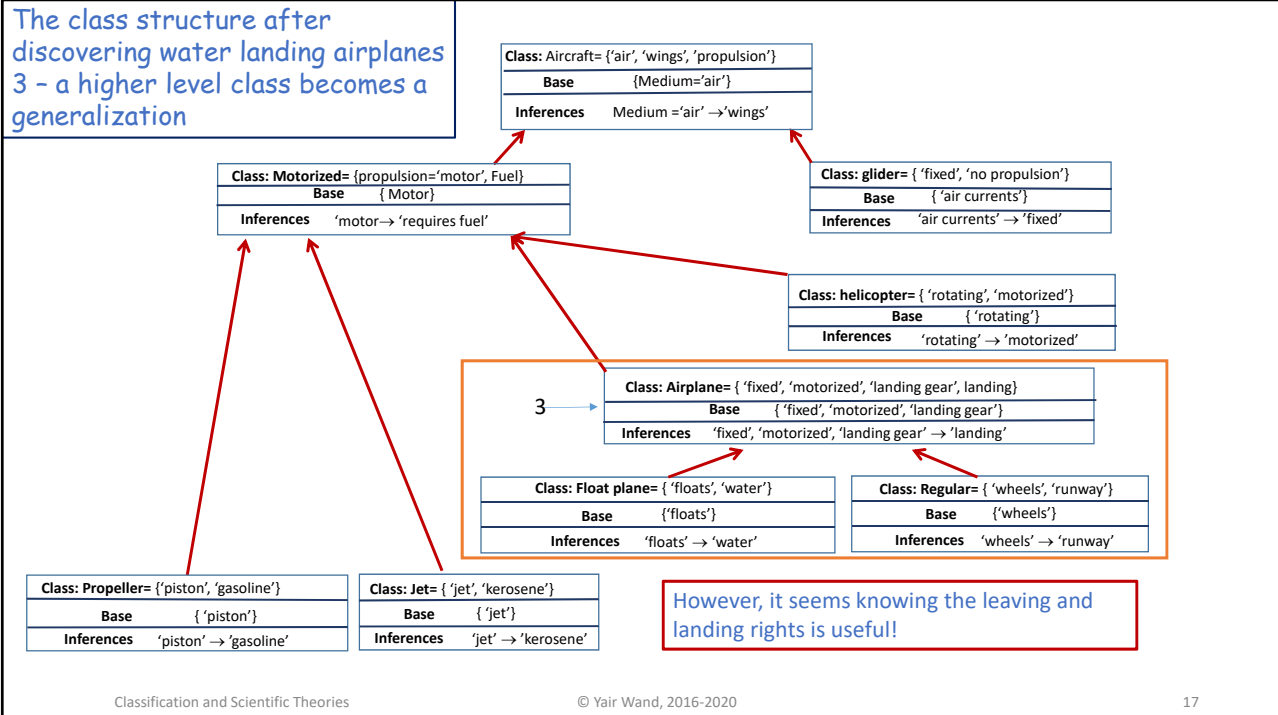 The class structure after
discovering water landing airplanes
3 – a higher level class becomes a
generalization
Class: Aircraft= {‘air’, ‘wings’, ’propulsion’}
Base {Medium=’air’}
Inferences Medium =‘air’ →’wings’
Class: Motorized= {propulsion=‘motor’, Fuel}
Base { Motor}
Inferences ‘motor→ ‘requires fuel’
Class: glider= { ‘fixed’, ‘no propulsion’}
Base { ‘air currents’}
Inferences ‘air currents’ → ’fixed’
Class: helicopter= { ‘rotating’, ‘motorized’}
Base { ‘rotating’}
Inferences ‘rotating’ → ’motorized’
Class: Airplane= { ‘fixed’, ‘motorized’, ‘landing gear’, landing}
3
Base { ‘fixed’, ‘motorized’, ‘landing gear’}
Inferences ‘fixed’, ‘motorized’, ‘landing gear’ → ’landing’
Class: Float plane= { ‘floats’, ‘water’}
Base {‘floats’}
Inferences ‘floats’ → ‘water’
Class: Regular= { ‘wheels’, ‘runway’}
Base {‘wheels’}
Inferences ‘wheels’ → ‘runway’
Class: Propeller= {‘piston’, ‘gasoline’}
Base { ‘piston’}
Inferences ‘piston’ → ’gasoline’
Class: Jet= { ‘jet’, ‘kerosene’}
Base { ‘jet’}
Inferences ‘jet’ → ’kerosene’
However, it seems knowing the leaving and
landing rights is useful!
Classification and Scientific Theories
© Yair Wand, 2016-2020
17